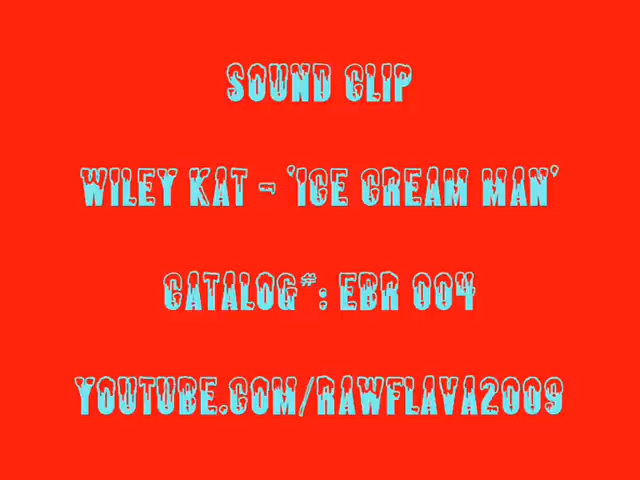 SOUND CLIP
WILEY KAT - 'ICE CREAM MAN'
CATALOG#: EBR 004
YOUTUBE.COM/RAWFLAVA2009